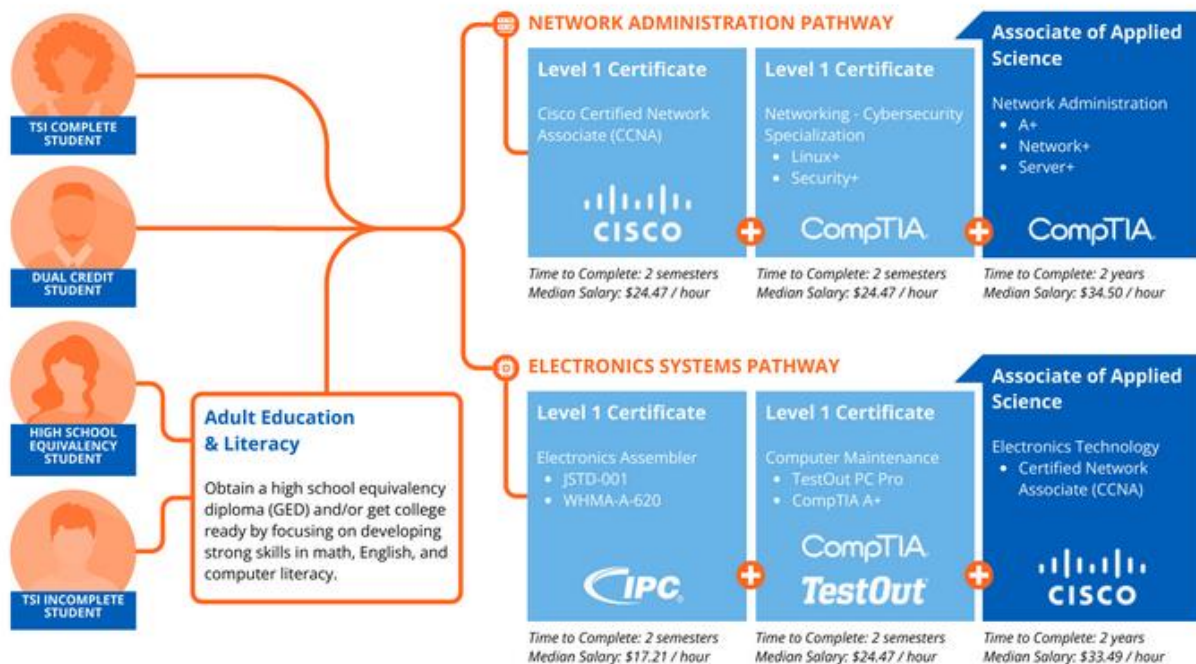 TSI COMPLETE
STUDENT
DUAL CREDIT
STUDENT
HIGH SCHOOL
EQUIVALENCY
STUDENT
TSI INCOMPLETE
STUDENT
Adult Education
& Literacy
Obtain a high school equivalency
diploma (GED) and/or get college
ready by focusing on developing
strong skills in math, English, and
computer literacy.
NETWORK ADMINISTRATION PATHWAY
Level 1 Certificate
Cisco Certified Network
Associate (CCNA)
CISCO
Time to Complete: 2 semesters
Median Salary: $24.47 / hour
Level 1 Certificate
Networking - Cybersecurity
Specialization
• Linux+
• Security+
CompTIA.
Time to Complete: 2 semesters
Median Salary: $24.47 / hour
Associate of Applied
Science
Network Administration
• A+
• Network+
• Server+
CompTIA.
Time to Complete: 2 years
Median Salary: $34.50 / hour
ELECTRONICS SYSTEMS PATHWAY
Level 1 Certificate
Electronics Assembler
• JSTD-001
• WHMA-A-620
IPC
Time to Complete: 2 semesters
Median Salary: $17.21 / hour
Level 1 Certificate
Computer Maintenance
• TestOut PC Pro
• CompTIA A+
CompTIA.
TestOut
Time to Complete: 2 semesters
Median Salary: $24.47 / hour
Associate of Applied
Science
Electronics Technology
• Certified Network
Associate (CCNA)
CISCO
Time to Complete: 2 years
Median Salary: $33.49 / hour